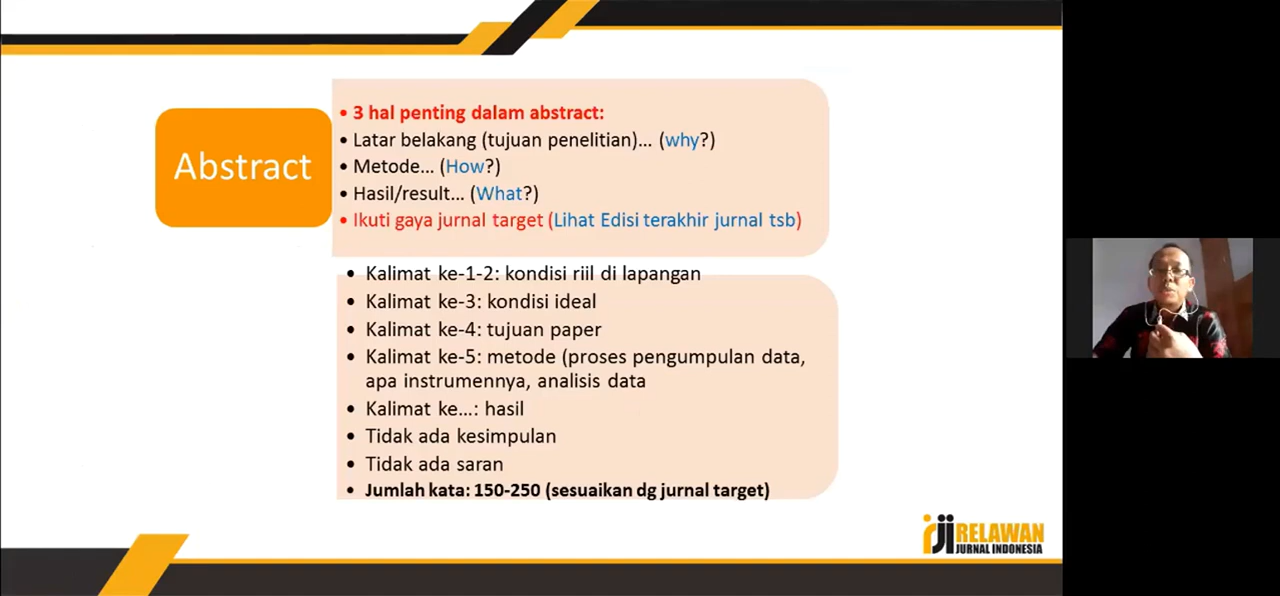 Abstract
• 3 hal penting dalam abstract:
• Latar belakang (tujuan penelitian)... (why?)
• Metode... (How?)
• Hasil/result... (What?)
• Ikuti gaya jurnal target (Lihat Edisi terakhir jurnal tsb)
• Kalimat ke-1-2: kondisi riil di lapangan
• Kalimat ke-3: kondisi ideal
• Kalimat ke-4: tujuan paper
• Kalimat ke-5: metode (proses pengumpulan data,
apa instrumennya, analisis data
• Kalimat ke...: hasil
• Tidak ada kesimpulan
• Tidak ada saran
• Jumlah kata: 150-250 (sesuaikan dg jurnal target)
rji RELAWAN
JURNAL INDONESIA